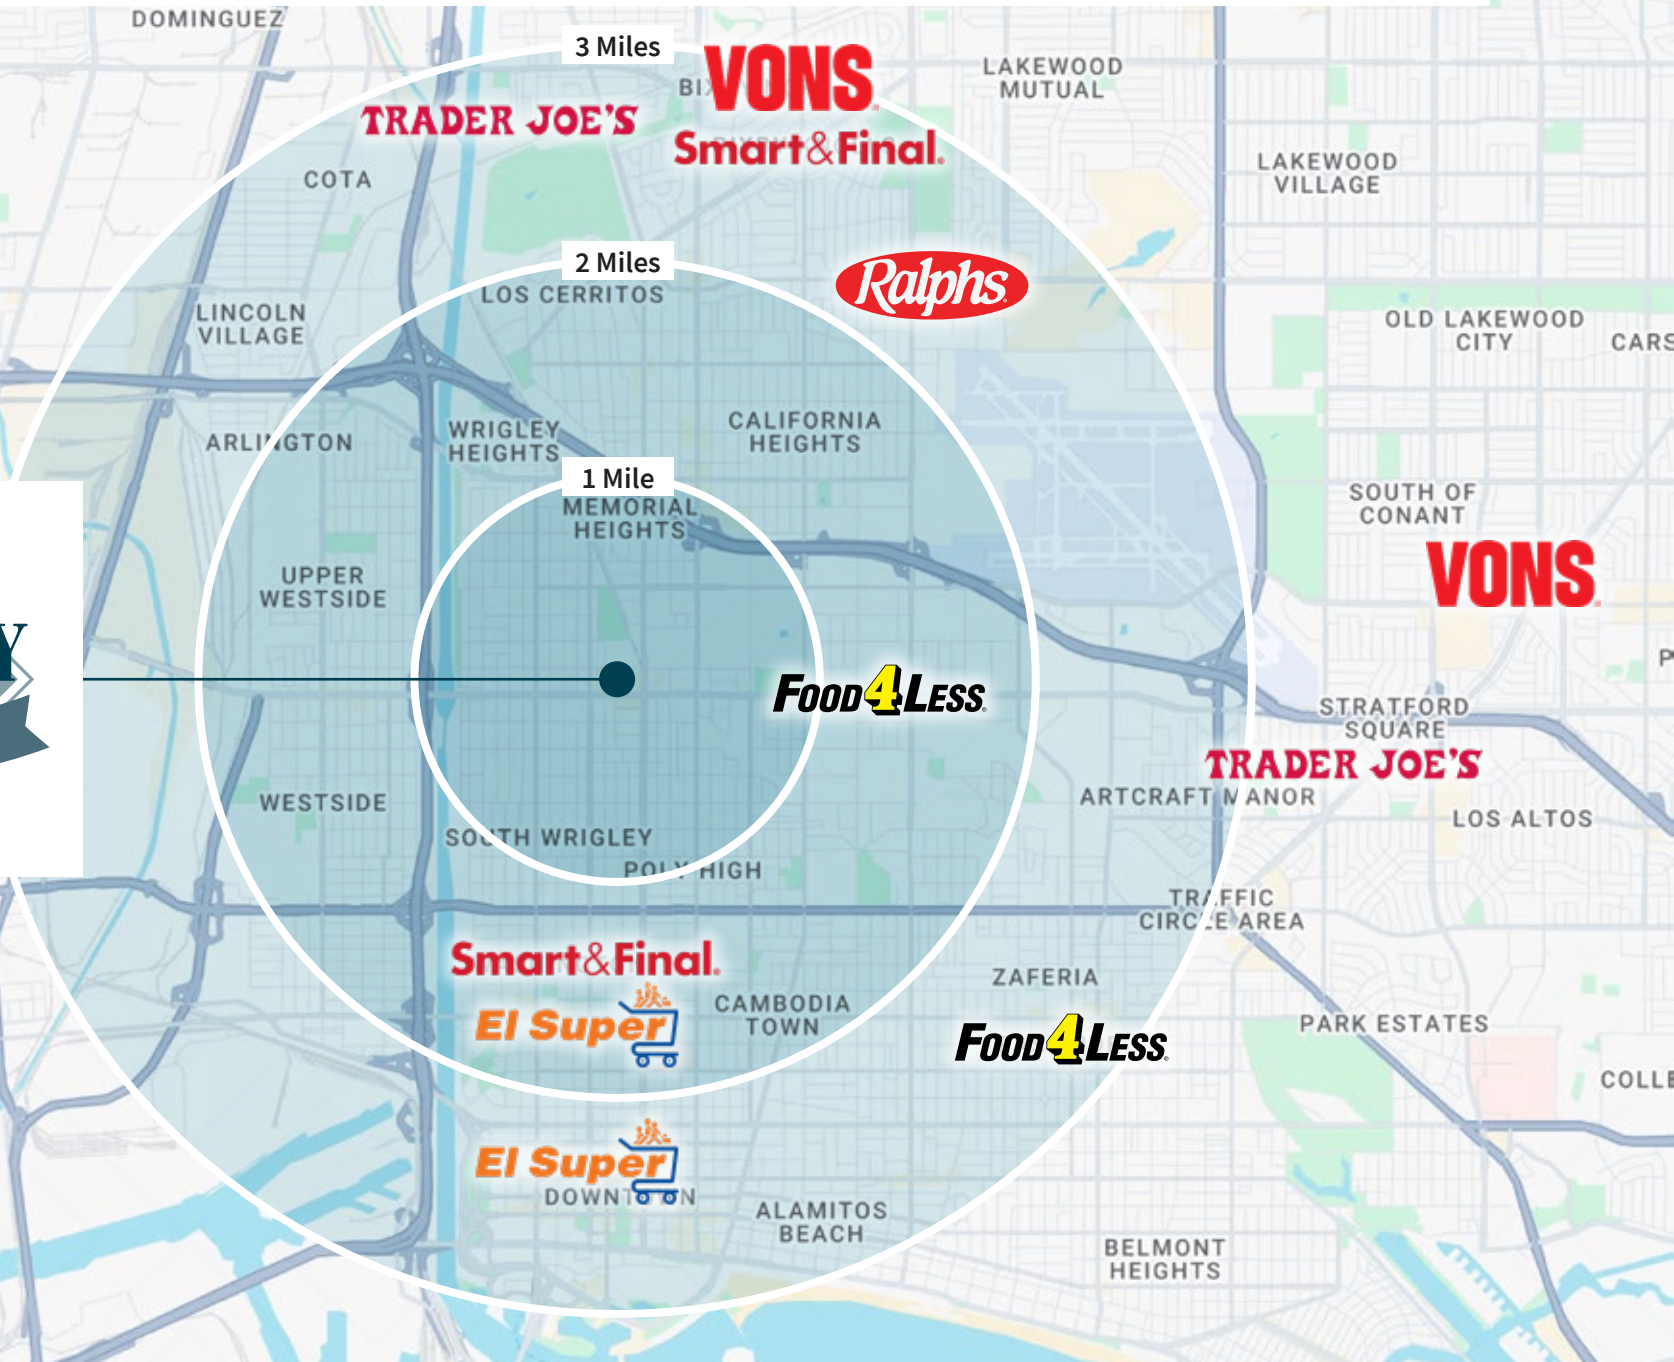 DOMINGUEZ
3 Miles
VONS
LAKEWOOD
MUTUAL
TRADER JOE'S
Smart&Final.
COTA
LAKEWOOD
VILLAGE
2 Miles
LOS CERRITOS
Ralphs
LINCOLN
VILLAGE
OLD LAKEWOOD
CITY
CARS
ARLINGTON
WRIGLEY
HEIGHTS
CALIFORNIA
HEIGHTS
1 Mile
MEMORIAL
HEIGHTS
SOUTH OF
CONANT
VONS
UPPER
WESTSIDE
Y
FOOD4LESS
STRATFORD
SQUARE
TRADER JOE'S
WESTSIDE
ARTCRAFT MANOR
LOS ALTOS
SOUTH WRIGLEY
POLY HIGH
TRAFFIC
CIRCLE AREA
Smart&Final.
ZAFERIA
El Super
CAMBODIA
TOWN
FOOD4LESS
PARK ESTATES
COLLE
El Super
DOWNTOWN
ALAMITOS
BEACH
BELMONT
HEIGHTS